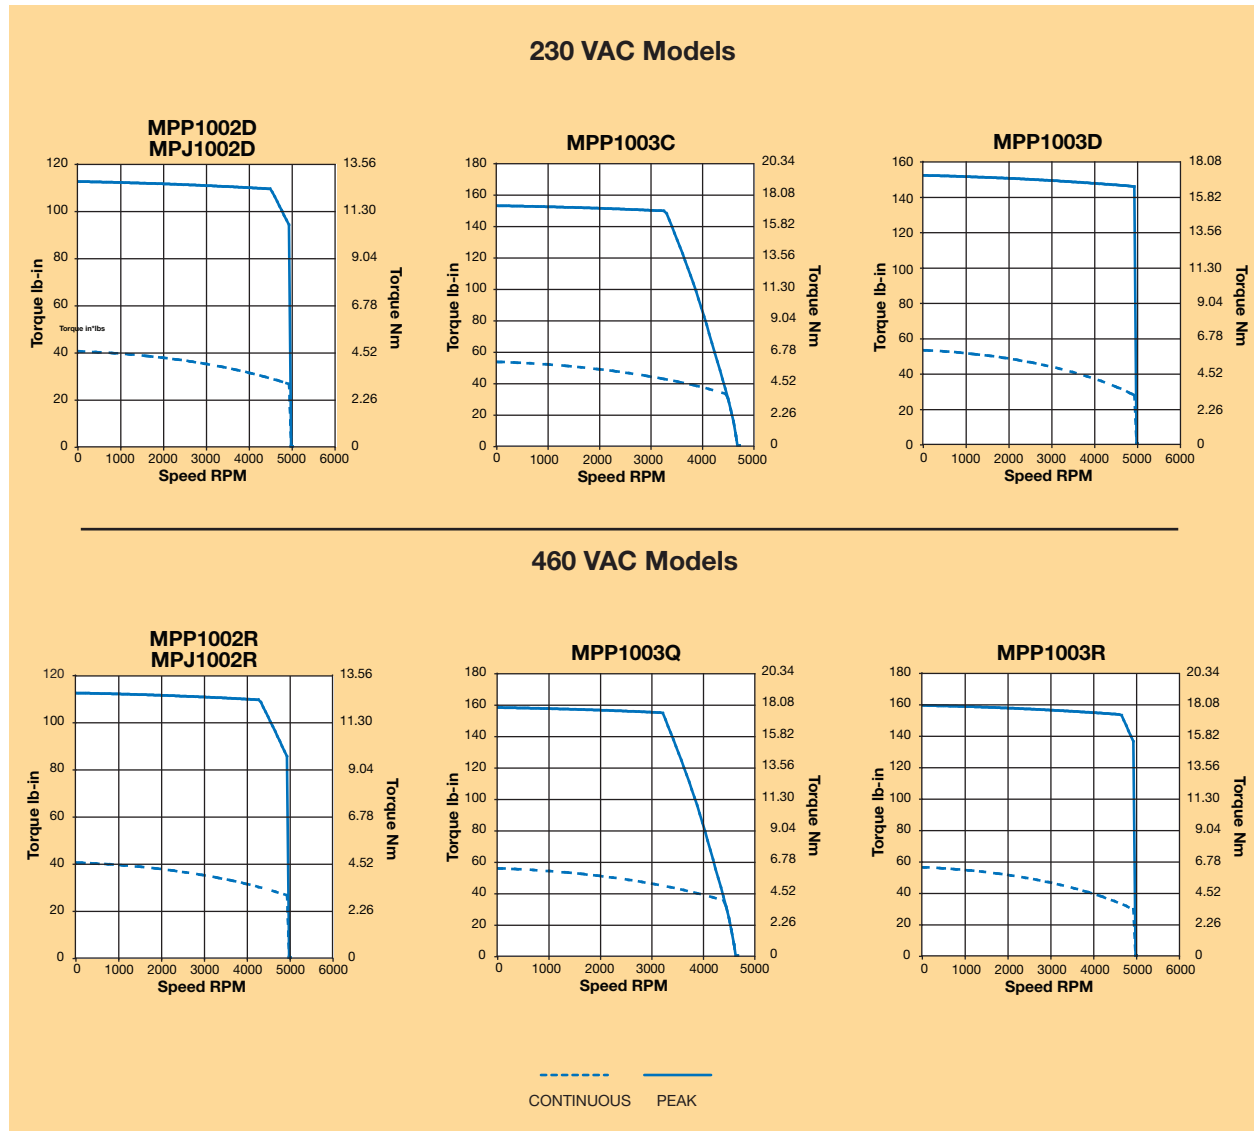 230 VAC Models
MPP1002D
MPJ1002D
120
100
80
60
40
20
0
13.56
11.30
9.04
6.78
4.52
2.26
0
Torque lb-in
Torque in*lbs
Torque Nm
0 1000 2000 3000 4000 5000 6000
Speed RPM
MPP1003C
180
160
140
120
100
80
60
40
20
0
20.34
18.08
15.82
13.56
11.30
9.04
6.78
4.52
2.26
0
Torque lb-in
Torque Nm
0 1000 2000 3000 4000 5000
Speed RPM
MPP1003D
160
140
120
100
80
60
40
20
0
18.08
15.82
13.56
11.30
9.04
6.78
4.52
2.26
0
Torque lb-in
Torque Nm
0 1000 2000 3000 4000 5000 6000
Speed RPM
460 VAC Models
MPP1002R
MPJ1002R
120
100
80
60
40
20
0
13.56
11.30
9.04
6.78
4.52
2.26
0
Torque lb-in
Torque Nm
0 1000 2000 3000 4000 5000 6000
Speed RPM
MPP1003Q
180
160
140
120
100
80
60
40
20
0
20.34
18.08
15.82
13.56
11.30
9.04
6.78
4.52
2.26
0
Torque lb-in
Torque Nm
0 1000 2000 3000 4000 5000
Speed RPM
MPP1003R
180
160
140
120
100
80
60
40
20
0
20.34
18.08
15.82
13.56
11.30
9.04
6.78
4.52
2.26
0
Torque lb-in
Torque Nm
0 1000 2000 3000 4000 5000 6000
Speed RPM
CONTINUOUS PEAK